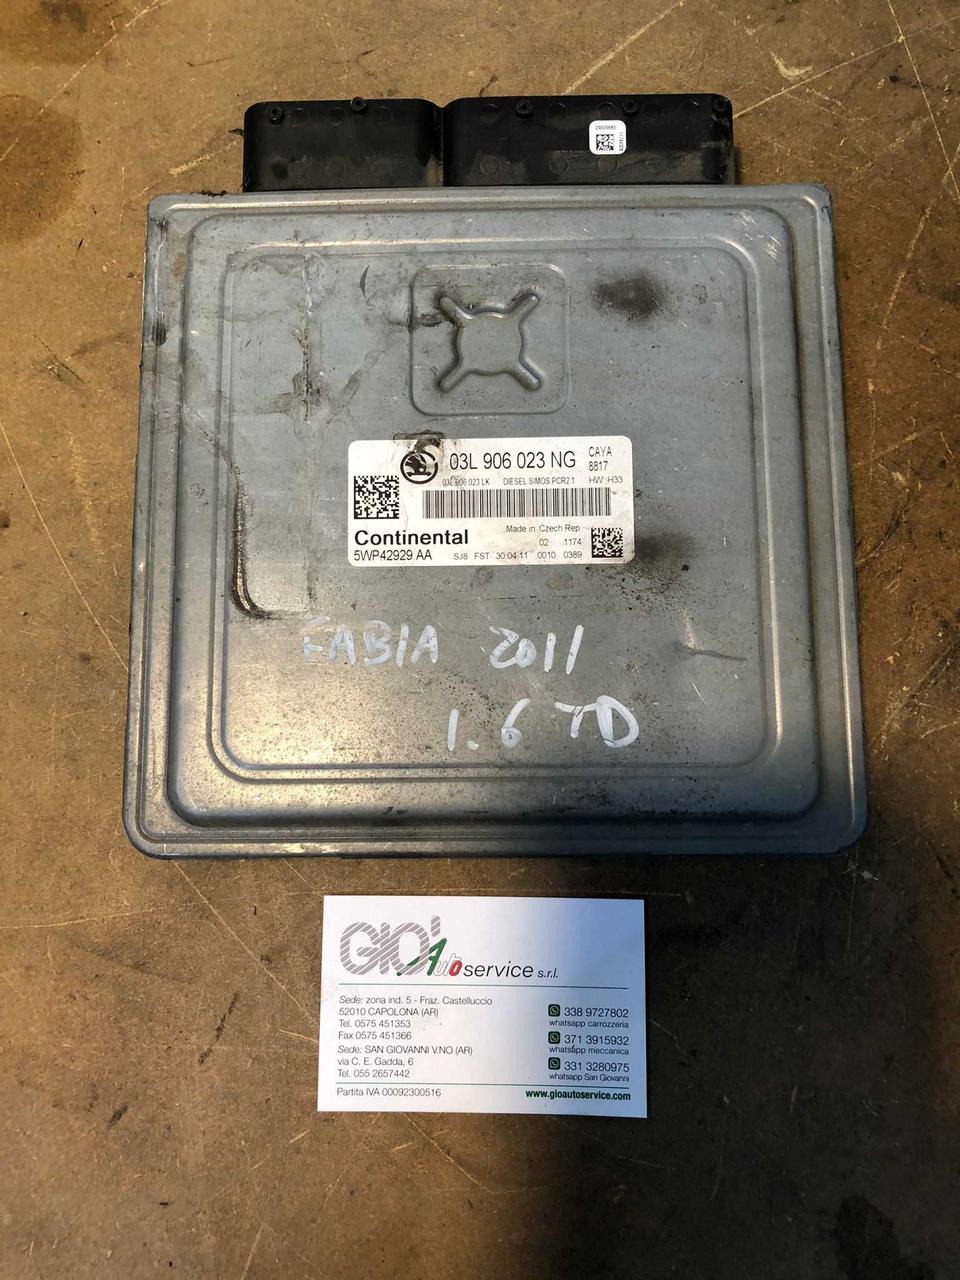 03L 906 023 NG
CAYA
8817
03L 906 023 LK DIESEL SIMOS PCR2.1 HW: H33
Continental
Made in Czech Rep
02 .1174
5WP42929 AA
SJ8 FST 30 04 11 0010 0389
FABIA 2011
1.6 TD
GIO' Auto service s.r.l.
Sede: zona ind. 5 - Fraz. Castelluccio
52010 CAPOLONA (AR)
Tel. 0575 451353
Fax 0575 451366
Sede: SAN GIOVANNI V.NO (AR)
via C. E. Gadda, 6
Tel. 055 2657442
338 9727802
whatsapp carrozzeria
371 3915932
whatsapp meccanica
331 3280975
whatsapp San Giovanni
Partita IVA 00092300516
www.gioautoservice.com